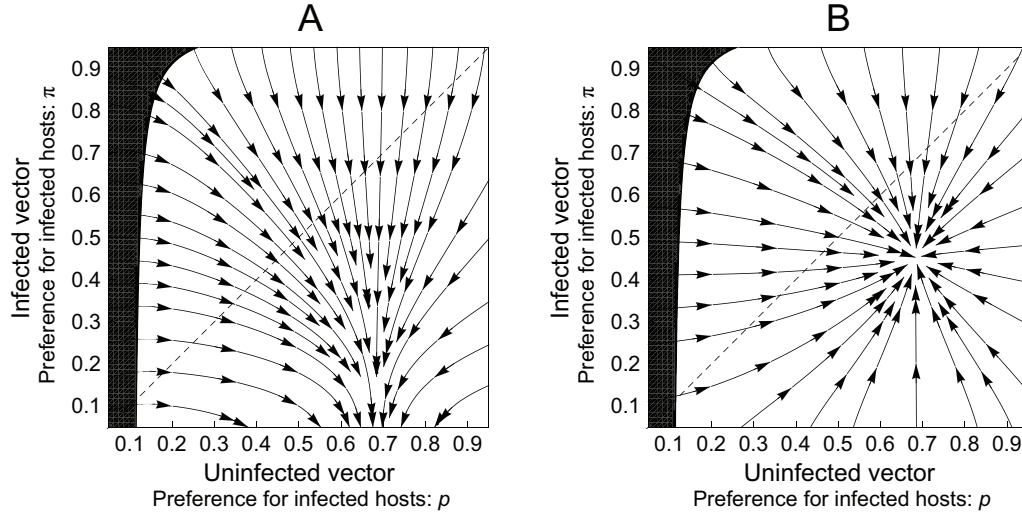 A
0.9
0.8
0.7
0.6
0.5
0.4
0.3
0.2
0.1
Infected vector
Preference for infected hosts: π
0.1 0.2 0.3 0.4 0.5 0.6 0.7 0.8 0.9
Uninfected vector
Preference for infected hosts: p
B
0.9
0.8
0.7
0.6
0.5
0.4
0.3
0.2
0.1
Infected vector
Preference for infected hosts: π
0.1 0.2 0.3 0.4 0.5 0.6 0.7 0.8 0.9
Uninfected vector
Preference for infected hosts: p